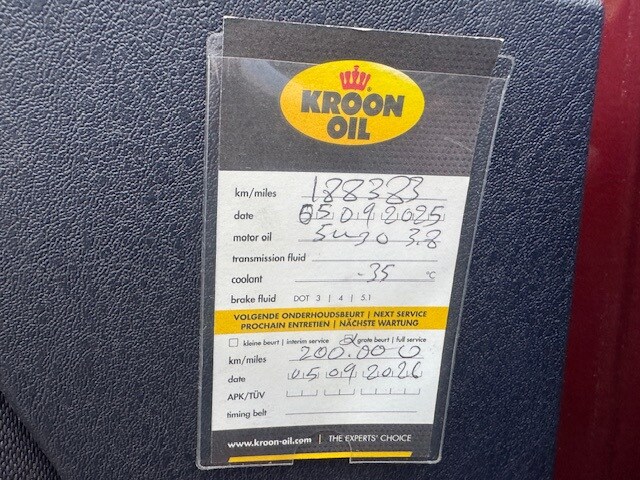 KROON
OIL
km/miles 188383
date 05 09 2025
motor oil 5w30 3.8
transmission fluid
coolant -35 °C
brake fluid DOT 3 | 4 | 5.1
VOLGENDE ONDERHOUDSBEURT | NEXT SERVICE
PROCHAIN ENTRETIEN | NÄCHSTE WARTUNG
kleine beurt | interim service grote beurt | full service
km/miles 200.000
date 05 09 2026
APK/TÜV
timing belt
www.kroon-oil.com | THE EXPERTS' CHOICE